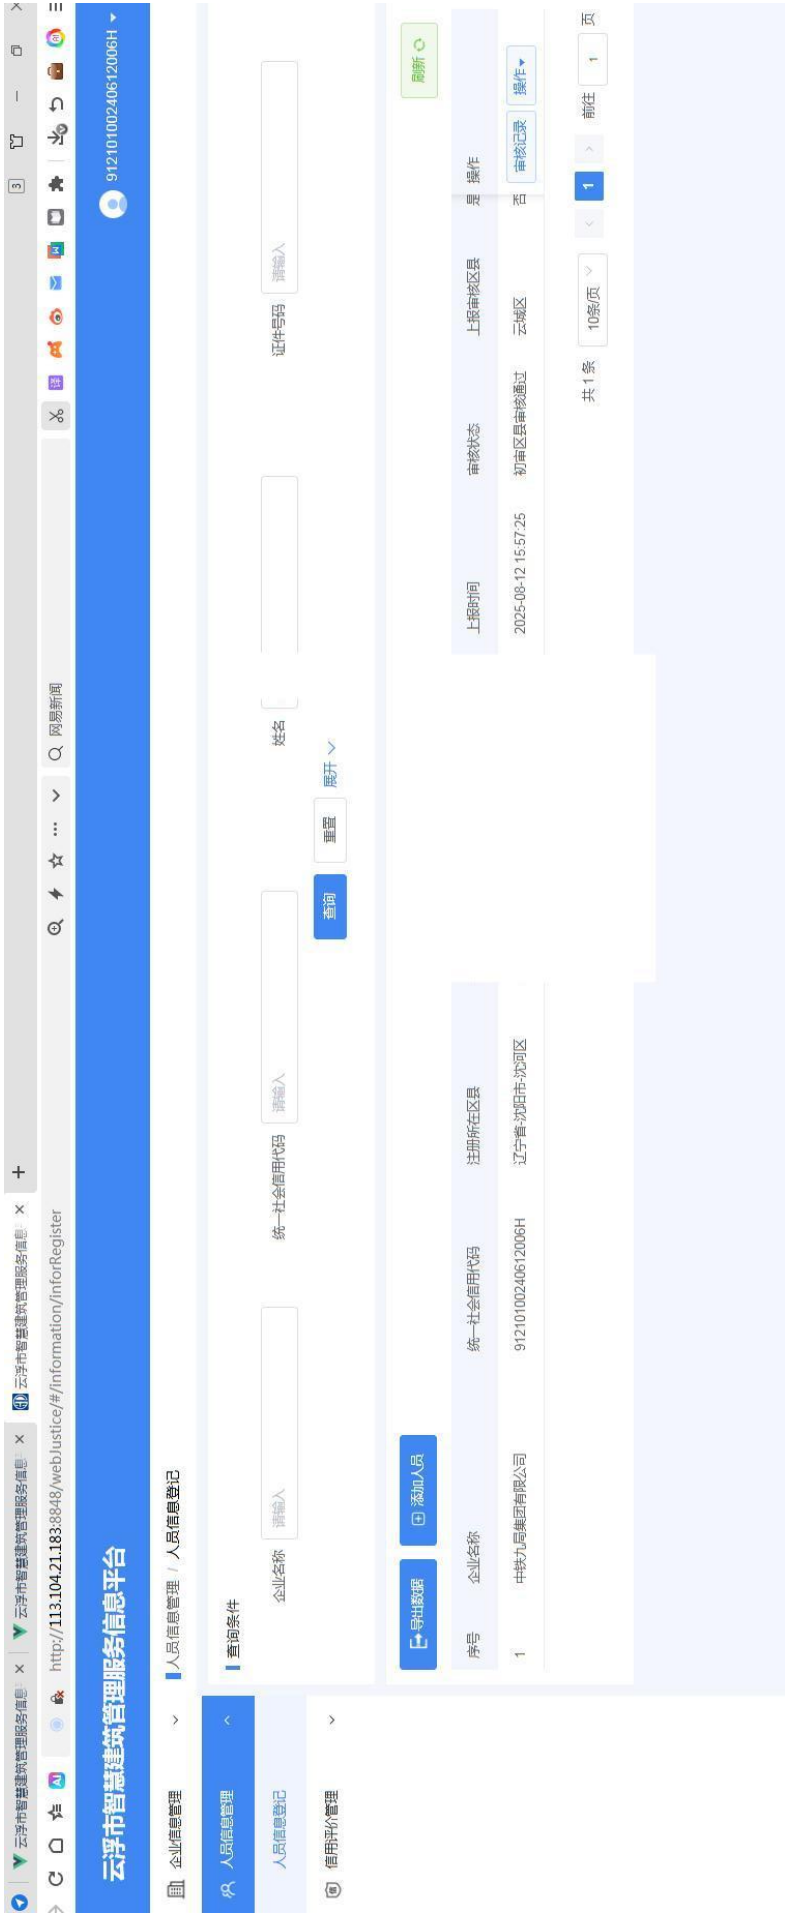 云浮市智慧建筑管理服务信息 × 云浮市智慧建筑管理服务信息 × 云浮市智慧建筑管理服务信息 × + 3
AI http://113.104.21.183:8848/webJustice/#/information/inforRegister 网易新闻 译
云浮市智慧建筑管理服务信息平台 91210100240612006H
企业信息管理
人员信息管理
人员信息登记
信用评价管理
人员信息管理 / 人员信息登记
查询条件
企业名称 请输入 统一社会信用代码 请输入 姓名 证件号码 请输入
查询 重置 展开
导出数据 添加人员 刷新
序号 企业名称 统一社会信用代码 注册所在区县 上报时间 审核状态 上报审核区县 是 操作
1 中铁九局集团有限公司 91210100240612006H 辽宁省-沈阳市-沈河区 2025-08-12 15:57:25 初审区县审核通过 云城区 否 审核记录 操作
共 1 条 10条/页 1 前往 1 页